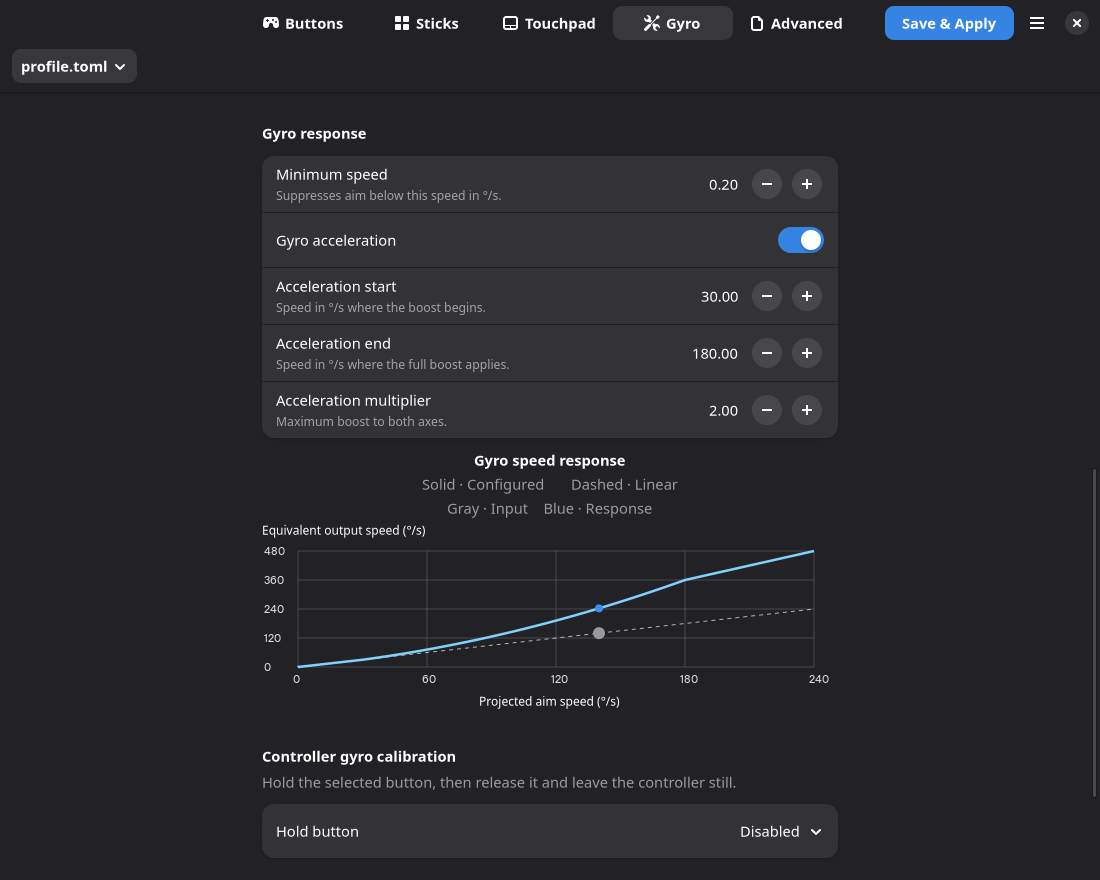 Buttons
Sticks
Touchpad
Gyro
Advanced
Save & Apply
profile.toml
Gyro response
Minimum speed
Suppresses aim below this speed in °/s.
0.20
Gyro acceleration
Acceleration start
Speed in °/s where the boost begins.
30.00
Acceleration end
Speed in °/s where the full boost applies.
180.00
Acceleration multiplier
Maximum boost to both axes.
2.00
Gyro speed response
Solid · Configured Dashed · Linear
Gray · Input Blue · Response
Equivalent output speed (°/s)
480
360
240
120
0
0 60 120 180 240
Projected aim speed (°/s)
Controller gyro calibration
Hold the selected button, then release it and leave the controller still.
Hold button
Disabled